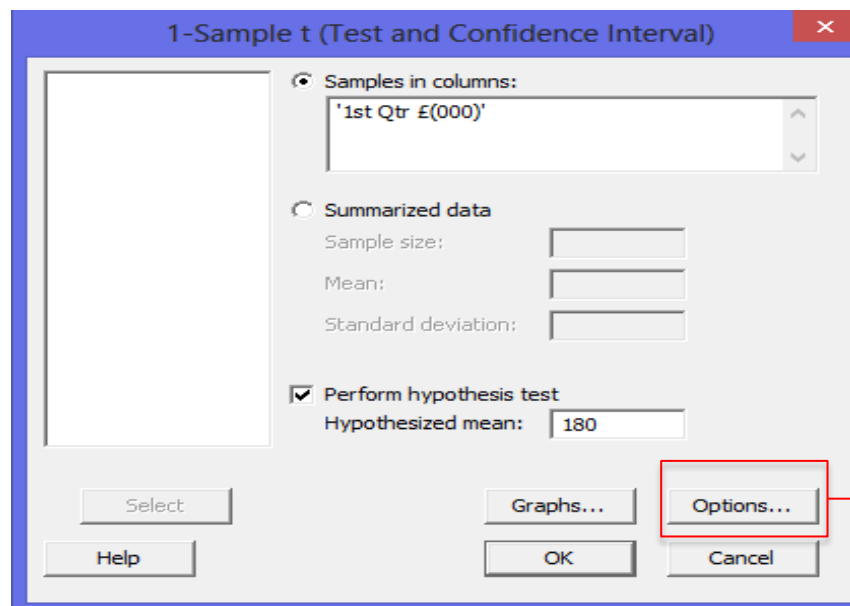 1-Sample t (Test and Confidence Interval)
Samples in columns:
'1st Qtr £(000)'
Summarized data
Sample size:
Mean:
Standard deviation:
Perform hypothesis test
Hypothesized mean: 180
Select
Graphs...
Options...
Help
OK
Cancel